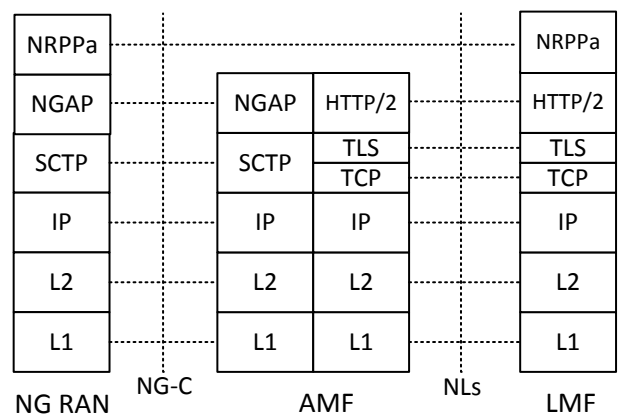 NRPPa NRPPa
NGAP NGAP HTTP/2 HTTP/2
SCTP SCTP TLS TLS
TCP TCP
IP IP IP IP
L2 L2 L2 L2
L1 L1 L1 L1
NG RAN NG-C AMF NLs LMF